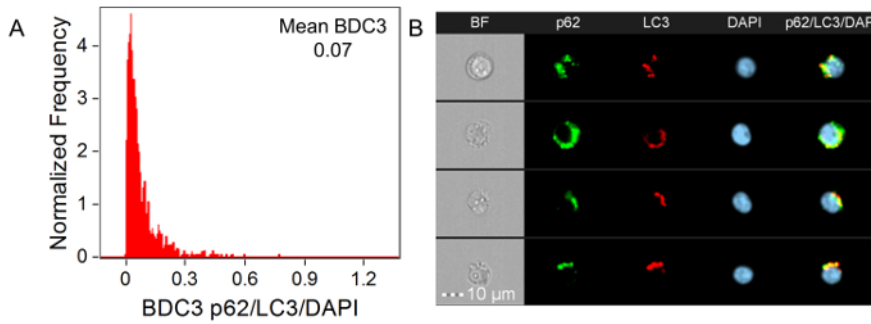 A
Mean BDC3
0.07
Normalized Frequency
4
3
2
1
0
0 0.3 0.6 0.9 1.2
BDC3 p62/LC3/DAPI
B
BF p62 LC3 DAPI p62/LC3/DAP
10 µm